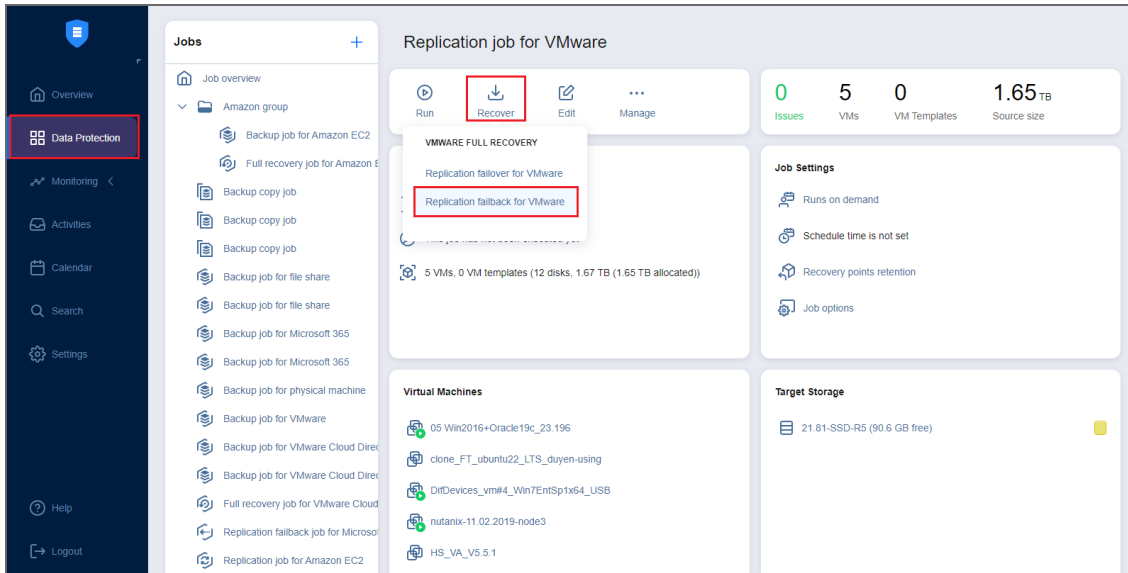 Overview
Data Protection
Monitoring
Activities
Calendar
Search
Settings
Help
Logout
Jobs
Job overview
Amazon group
Backup job for Amazon EC2
Full recovery job for Amazon E
Backup copy job
Backup copy job
Backup copy job
Backup job for file share
Backup job for file share
Backup job for Microsoft 365
Backup job for Microsoft 365
Backup job for physical machine
Backup job for VMware
Backup job for VMware Cloud Direc
Backup job for VMware Cloud Direc
Full recovery job for VMware Cloud
Replication failback job for Microso
Replication job for Amazon EC2
Replication job for VMware
Run
Recover
Edit
Manage
VMWARE FULL RECOVERY
Replication failover for VMware
Replication failback for VMware
5 VMs, 0 VM templates (12 disks, 1.67 TB (1.65 TB allocated))
0 5 0 1.65 TB
Issues VMs VM Templates Source size
Job Settings
Runs on demand
Schedule time is not set
Recovery points retention
Job options
Virtual Machines
05 Win2016+Oracle19c_23.196
clone_FT_ubuntu22_LTS_duyen-using
DifDevices_vm#4_Win7EntSp1x64_USB
nutanix-11.02.2019-node3
HS_VA_V5.5.1
Target Storage
21.81-SSD-R5 (90.6 GB free)